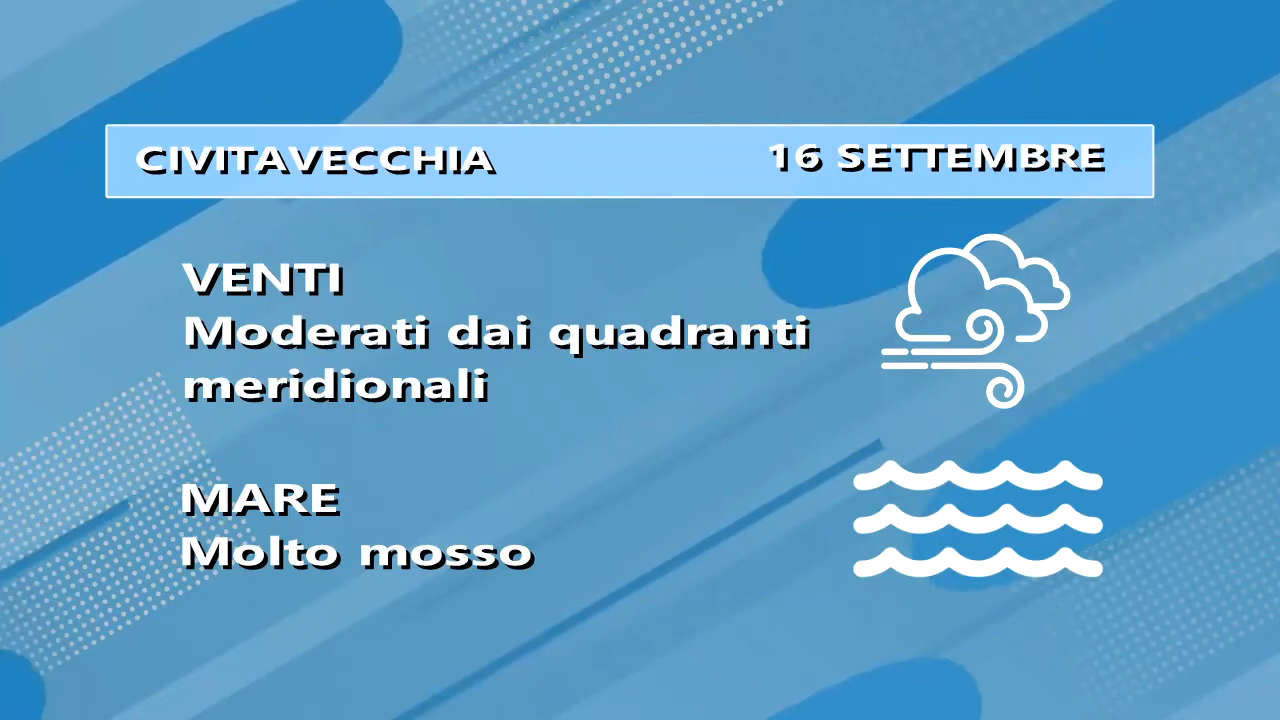 CIVITAVECCHIA 16 SETTEMBRE
VENTI
Moderati dai quadranti
meridionali
MARE
Molto mosso